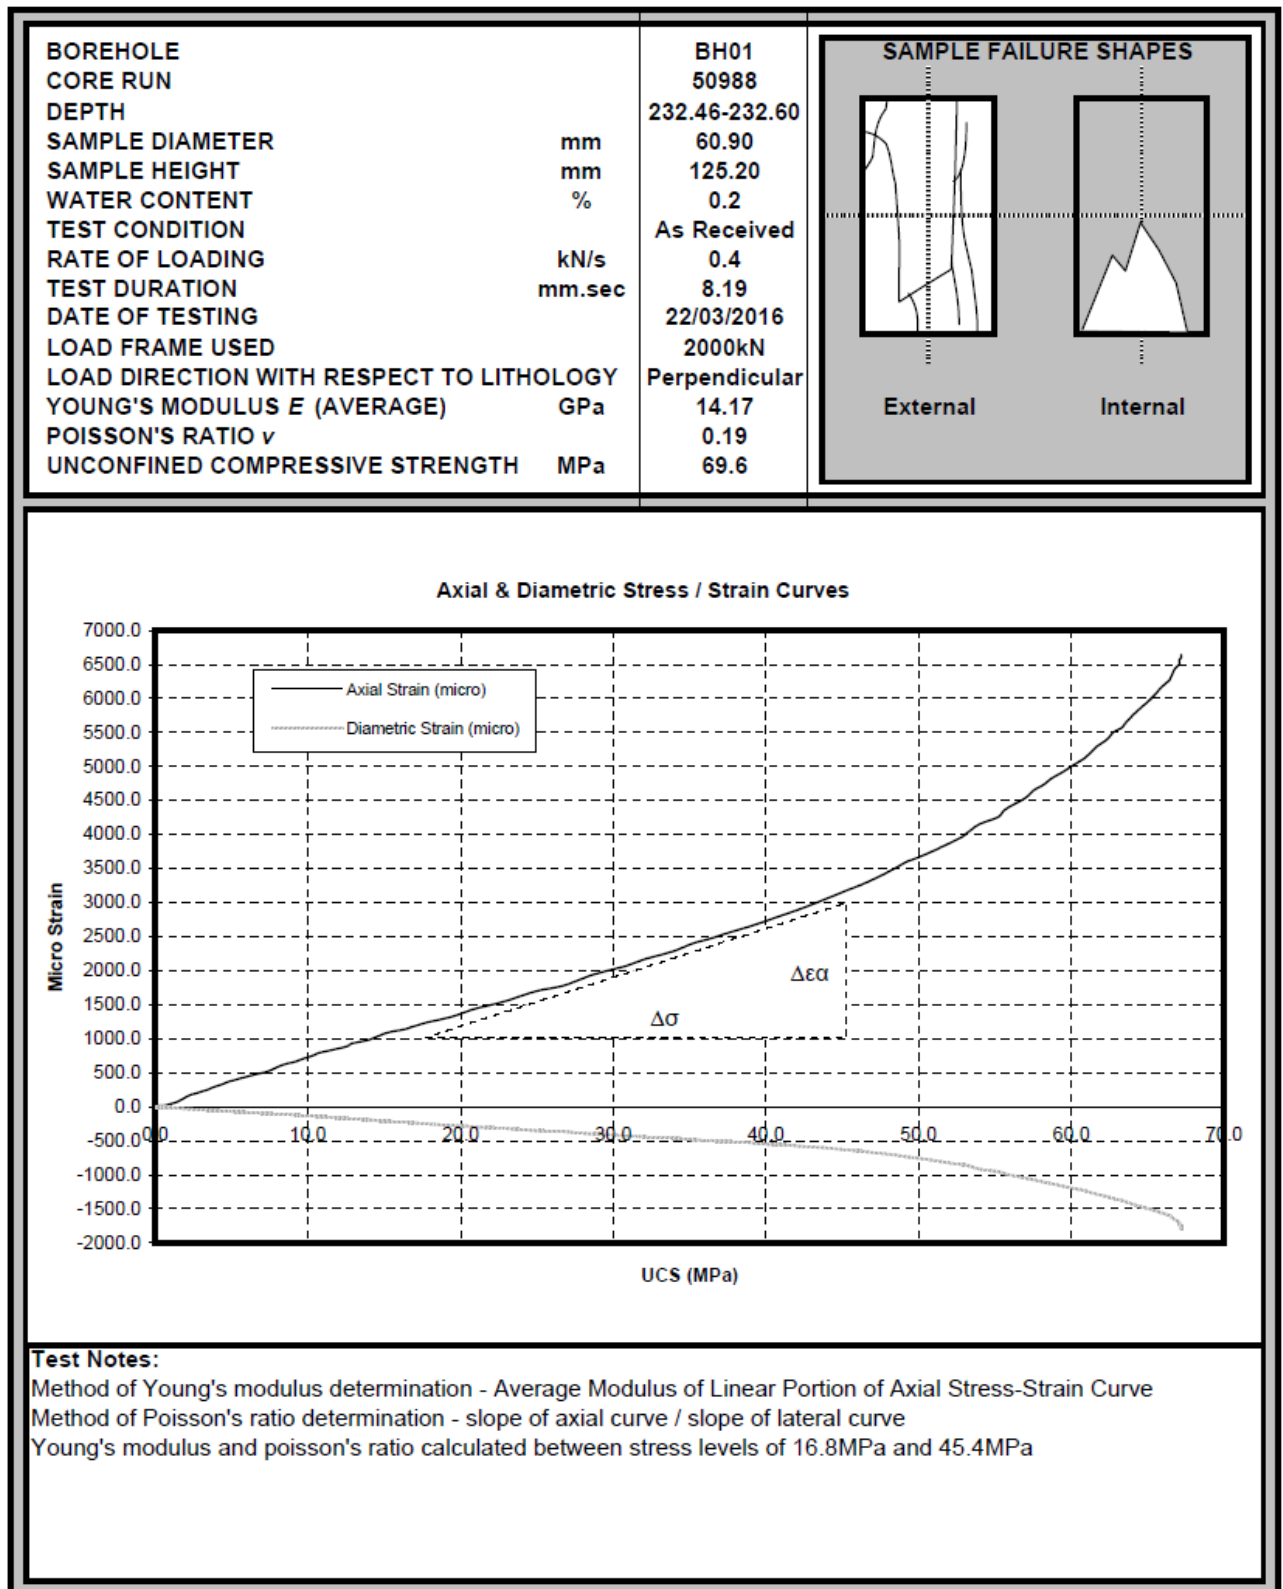 BOREHOLE BH01
CORE RUN 50988
DEPTH 232.46-232.60
SAMPLE DIAMETER mm 60.90
SAMPLE HEIGHT mm 125.20
WATER CONTENT % 0.2
TEST CONDITION As Received
RATE OF LOADING kN/s 0.4
TEST DURATION mm.sec 8.19
DATE OF TESTING 22/03/2016
LOAD FRAME USED 2000kN
LOAD DIRECTION WITH RESPECT TO LITHOLOGY Perpendicular
YOUNG'S MODULUS E (AVERAGE) GPa 14.17
POISSON'S RATIO v 0.19
UNCONFINED COMPRESSIVE STRENGTH MPa 69.6
SAMPLE FAILURE SHAPES
External Internal
Axial & Diametric Stress / Strain Curves
Micro Strain
7000.0
6500.0
6000.0
5500.0
5000.0
4500.0
4000.0
3500.0
3000.0
2500.0
2000.0
1500.0
1000.0
500.0
0.0
-500.0
-1000.0
-1500.0
-2000.0
Axial Strain (micro)
Diametric Strain (micro)
Δεα
Δσ
0.0 10.0 20.0 30.0 40.0 50.0 60.0 70.0
UCS (MPa)
Test Notes:
Method of Young's modulus determination - Average Modulus of Linear Portion of Axial Stress-Strain Curve
Method of Poisson's ratio determination - slope of axial curve / slope of lateral curve
Young's modulus and poisson's ratio calculated between stress levels of 16.8MPa and 45.4MPa